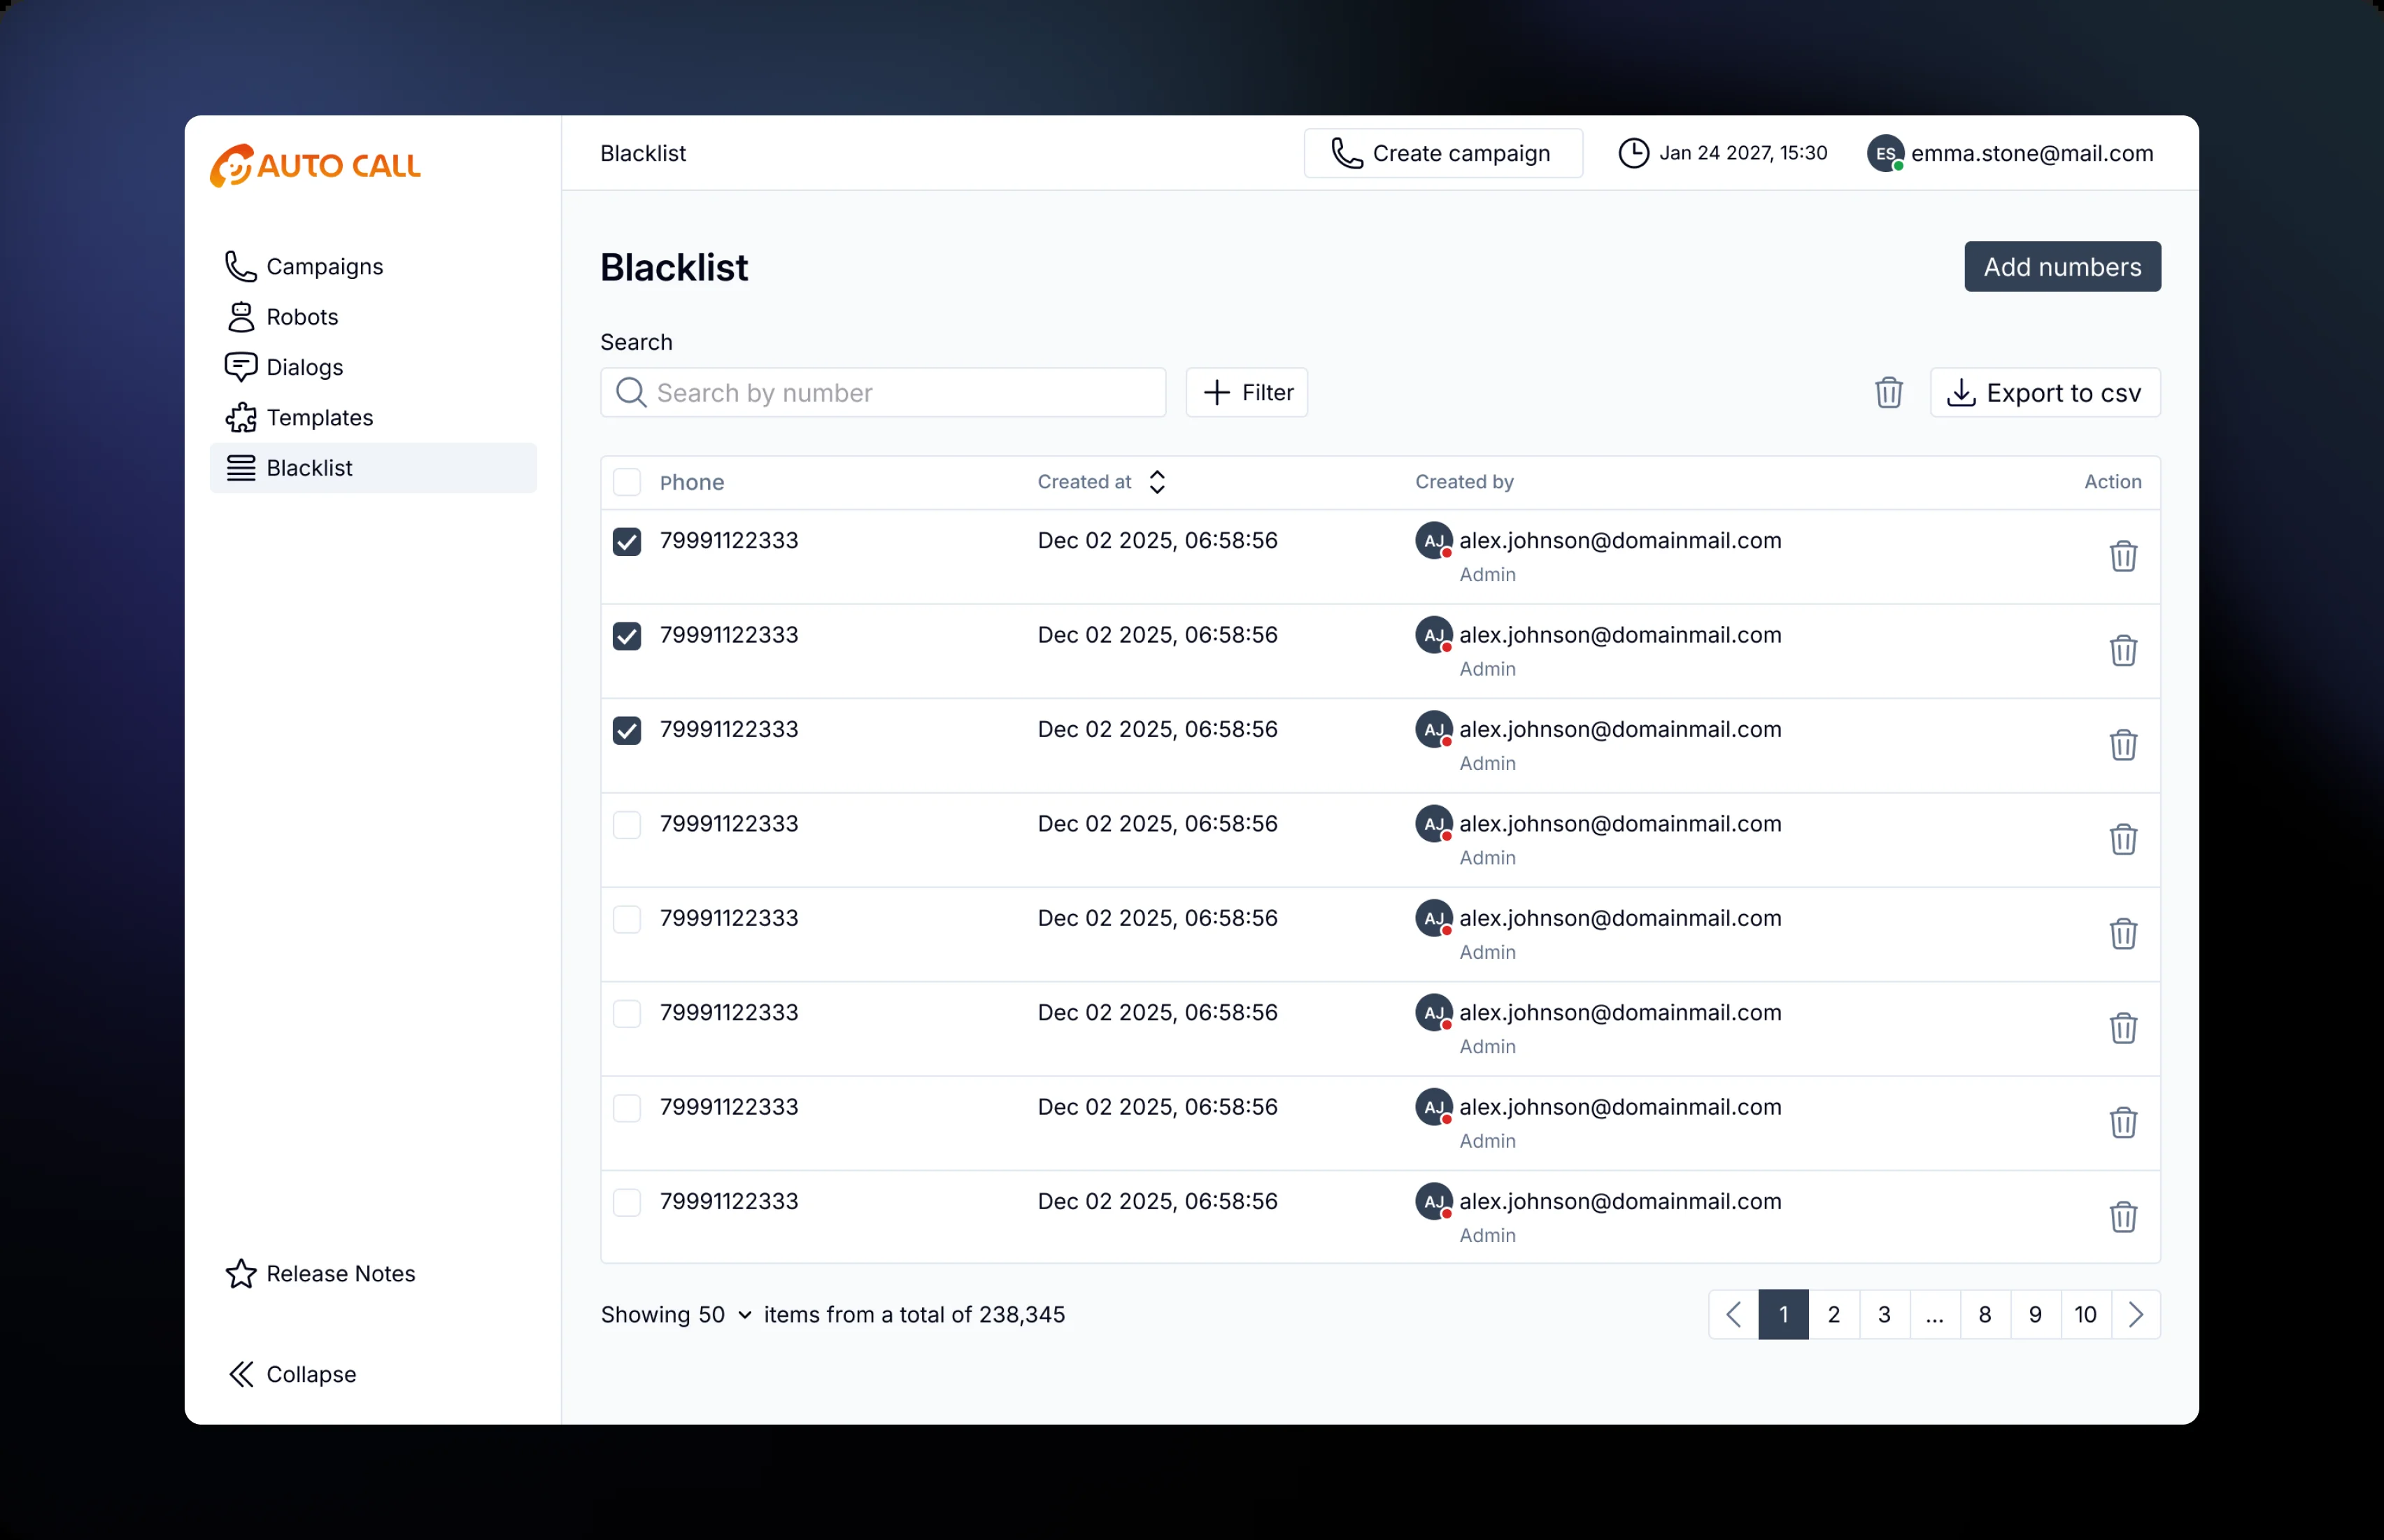 AUTO CALL
Blacklist
Create campaign
Jan 24 2027, 15:30
ES
emma.stone@mail.com
Campaigns
Robots
Dialogs
Templates
Blacklist
Release Notes
Collapse
Blacklist
Add numbers
Search
Search by number
Filter
Export to csv
Phone Created at Created by Action
79991122333 Dec 02 2025, 06:58:56 AJ alex.johnson@domainmail.com
Admin
79991122333 Dec 02 2025, 06:58:56 AJ alex.johnson@domainmail.com
Admin
79991122333 Dec 02 2025, 06:58:56 AJ alex.johnson@domainmail.com
Admin
79991122333 Dec 02 2025, 06:58:56 AJ alex.johnson@domainmail.com
Admin
79991122333 Dec 02 2025, 06:58:56 AJ alex.johnson@domainmail.com
Admin
79991122333 Dec 02 2025, 06:58:56 AJ alex.johnson@domainmail.com
Admin
79991122333 Dec 02 2025, 06:58:56 AJ alex.johnson@domainmail.com
Admin
79991122333 Dec 02 2025, 06:58:56 AJ alex.johnson@domainmail.com
Admin
Showing 50 items from a total of 238,345
1 2 3 ... 8 9 10